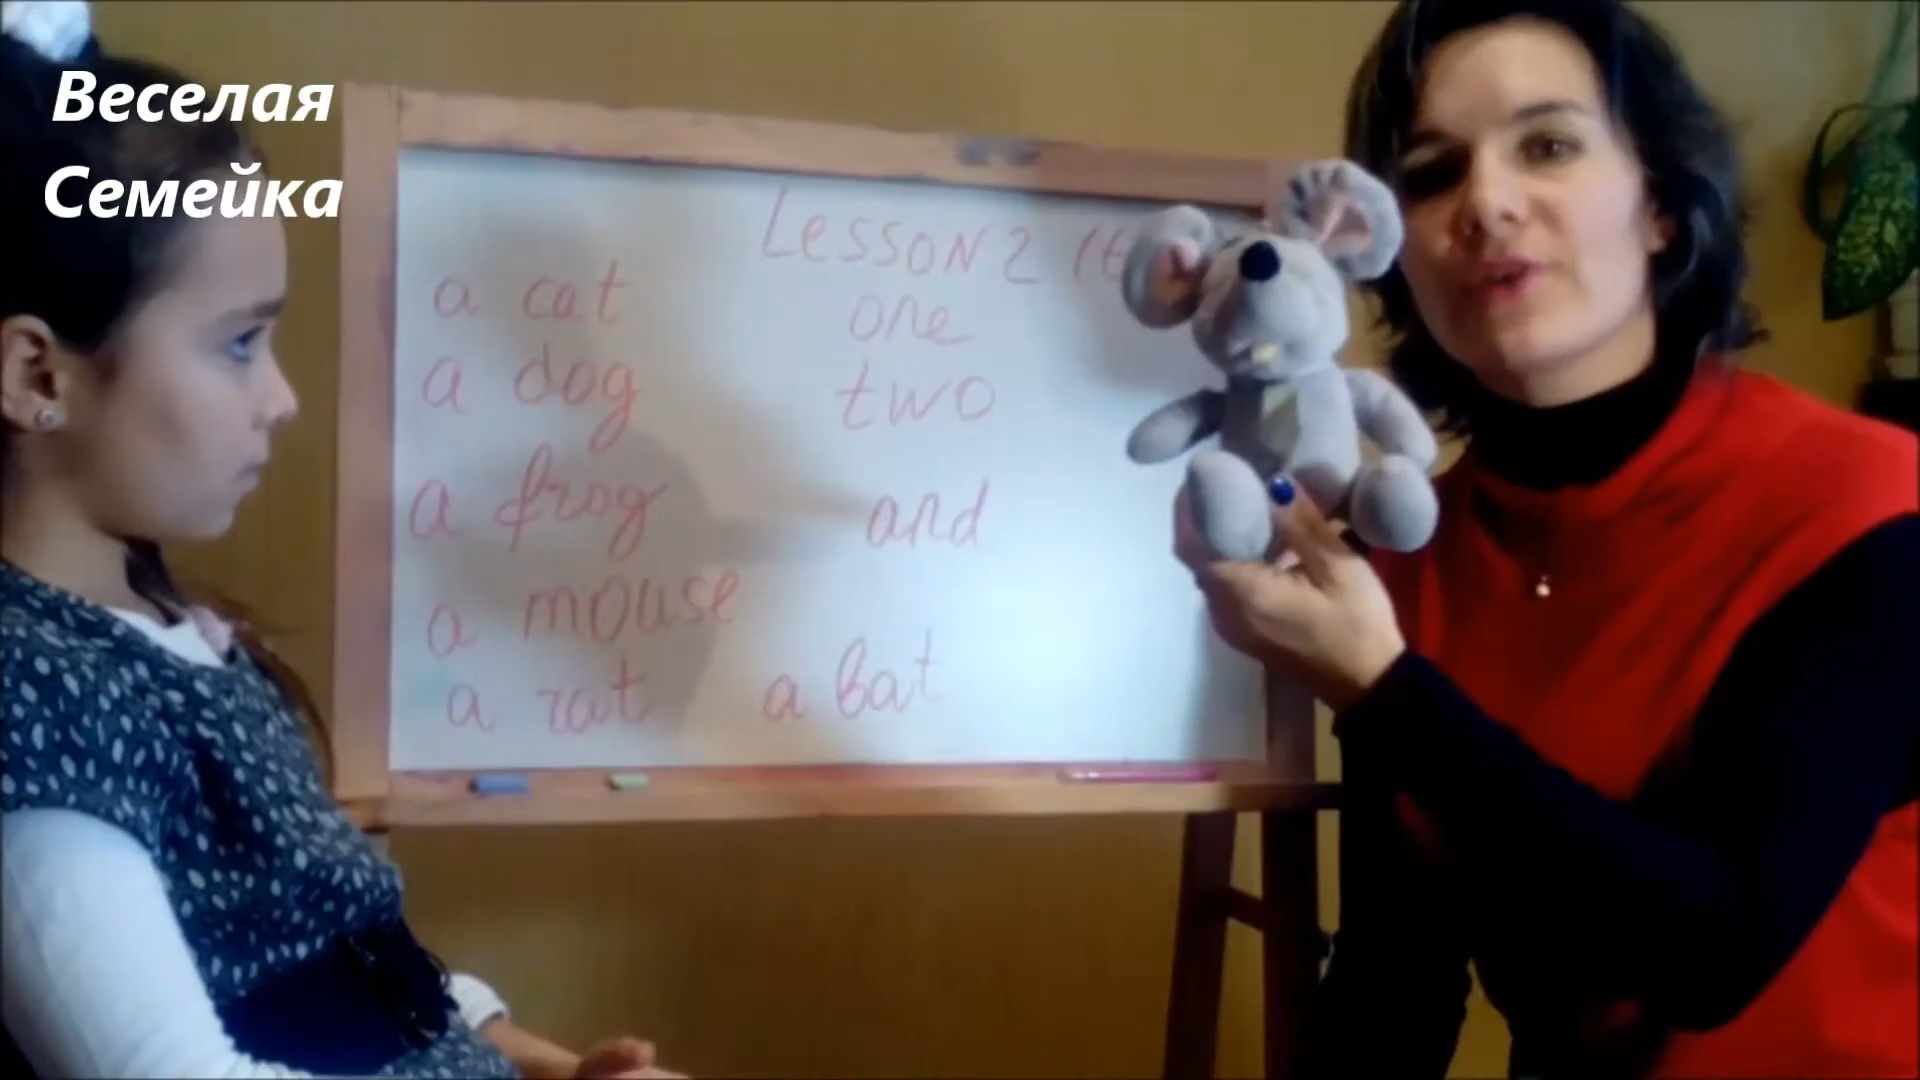 Веселая
Семейка
Lesson 2
a cat
one
a dog
two
a frog
and
a mouse
a rat
a bat